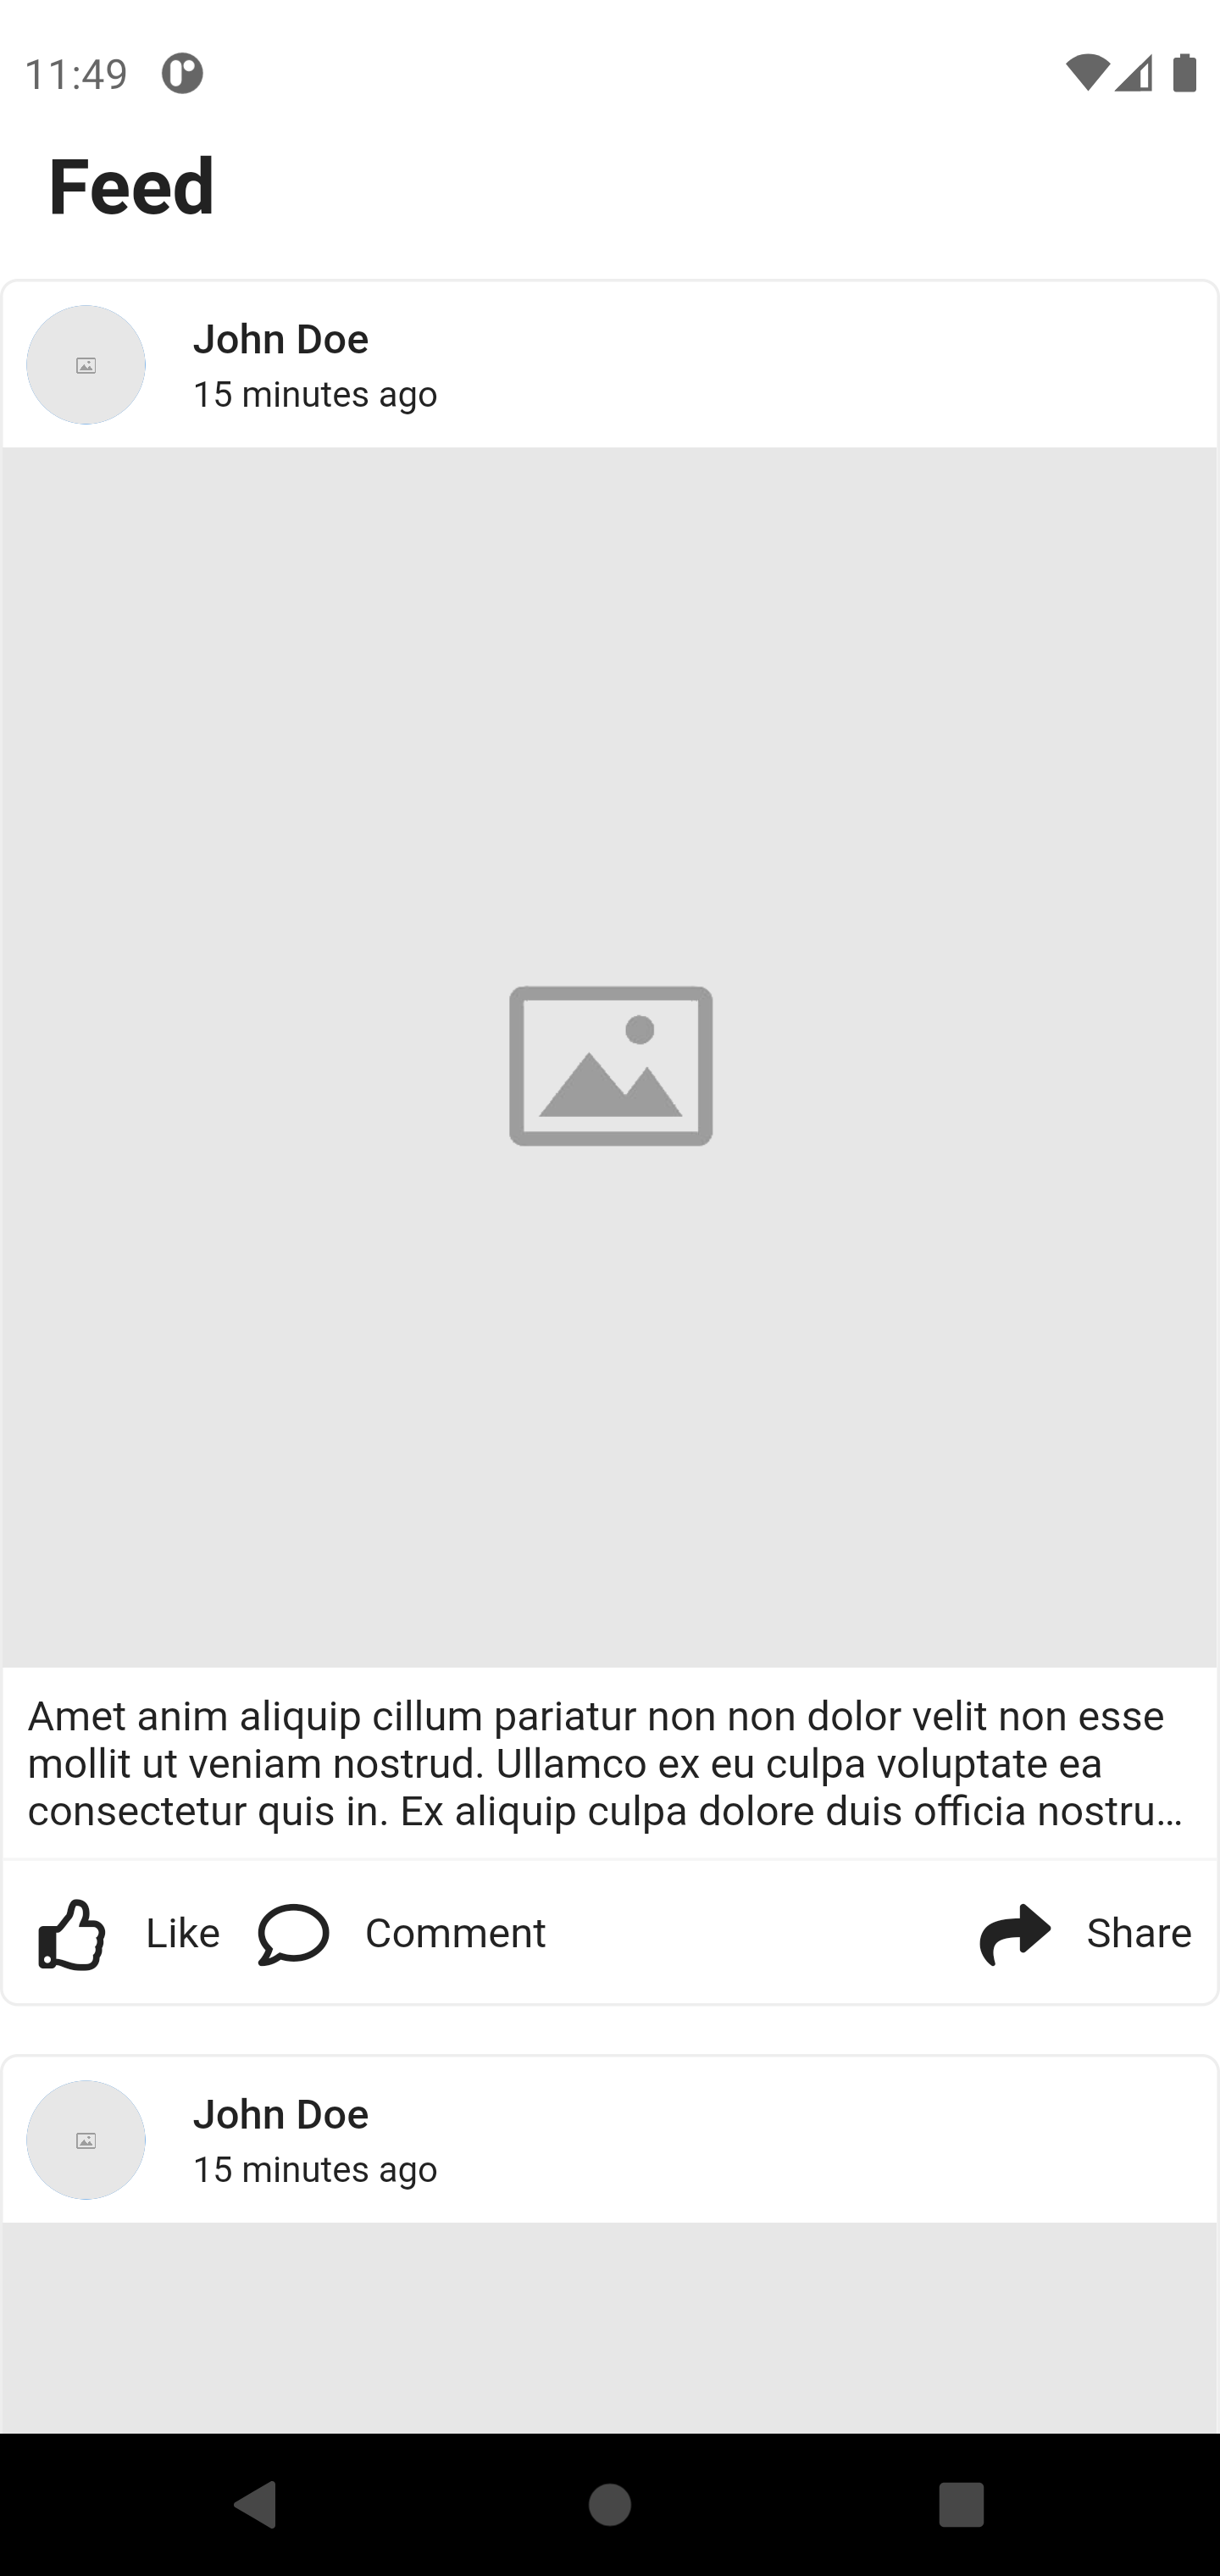 11:49
Feed
John Doe
15 minutes ago
Amet anim aliquip cillum pariatur non non dolor velit non esse
mollit ut veniam nostrud. Ullamco ex eu culpa voluptate ea
consectetur quis in. Ex aliquip culpa dolore duis officia nostru…
Like Comment Share
John Doe
15 minutes ago